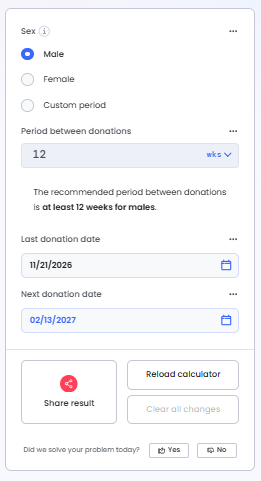 Sex i ...
Male
Female
Custom period
Period between donations ...
12 wks
The recommended period between donations
is at least 12 weeks for males.
Last donation date ...
11/21/2026
Next donation date ...
02/13/2027
Share result
Reload calculator
Clear all changes
Did we solve your problem today? Yes No